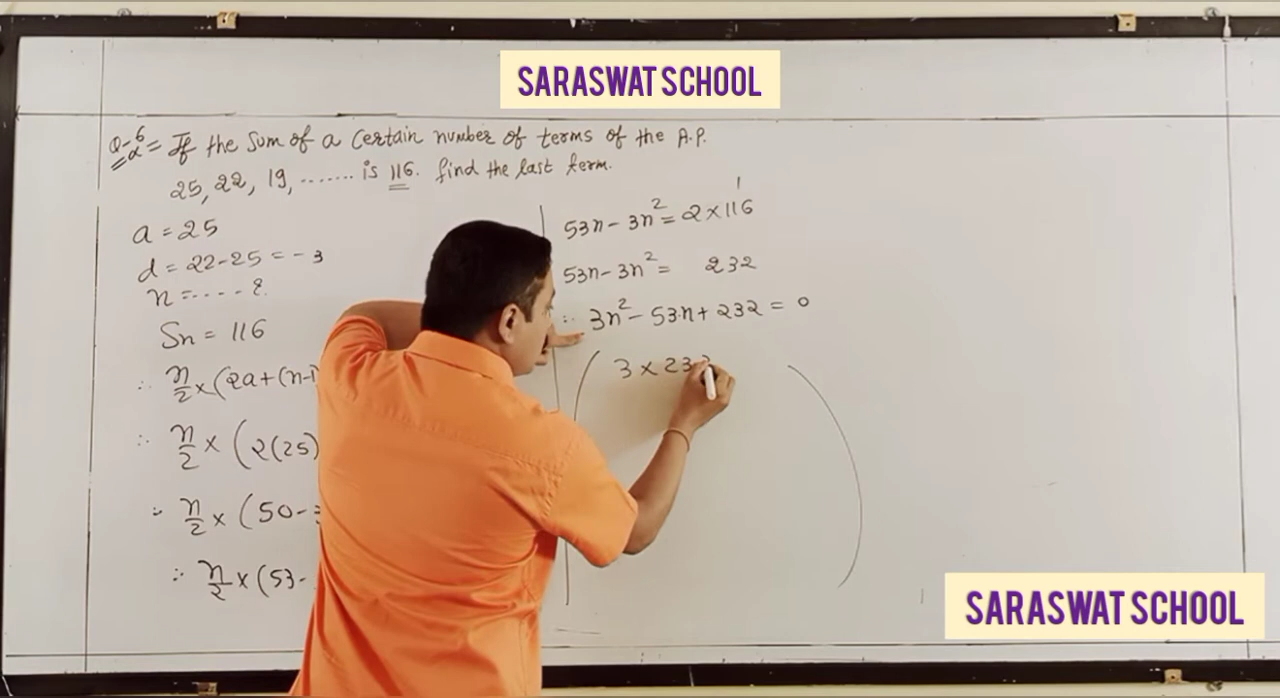 SARASWAT SCHOOL
Q-6 = If the Sum of a Certain number of terms of the A.P.
25, 22, 19, ....... is 116. find the last term.
a = 25
d = 22-25 = - 3
n = .... ?
Sn = 116
∴ n/2 × (2a+(n-1)
∴ n/2 × (2(25)
∴ n/2 × (50-3
∴ n/2 × (53-
53n - 3n² = 2 × 116
53n - 3n² = 232
∴ 3n² - 53n + 232 = 0
( 3 × 232 )
SARASWAT SCHOOL